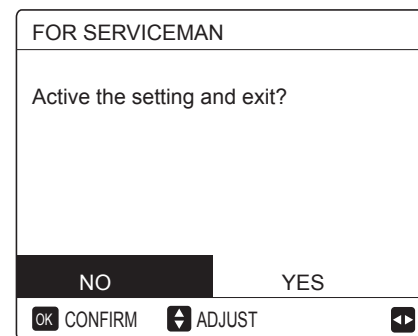 FOR SERVICEMAN
Active the setting and exit?
NO YES
OK CONFIRM ADJUST